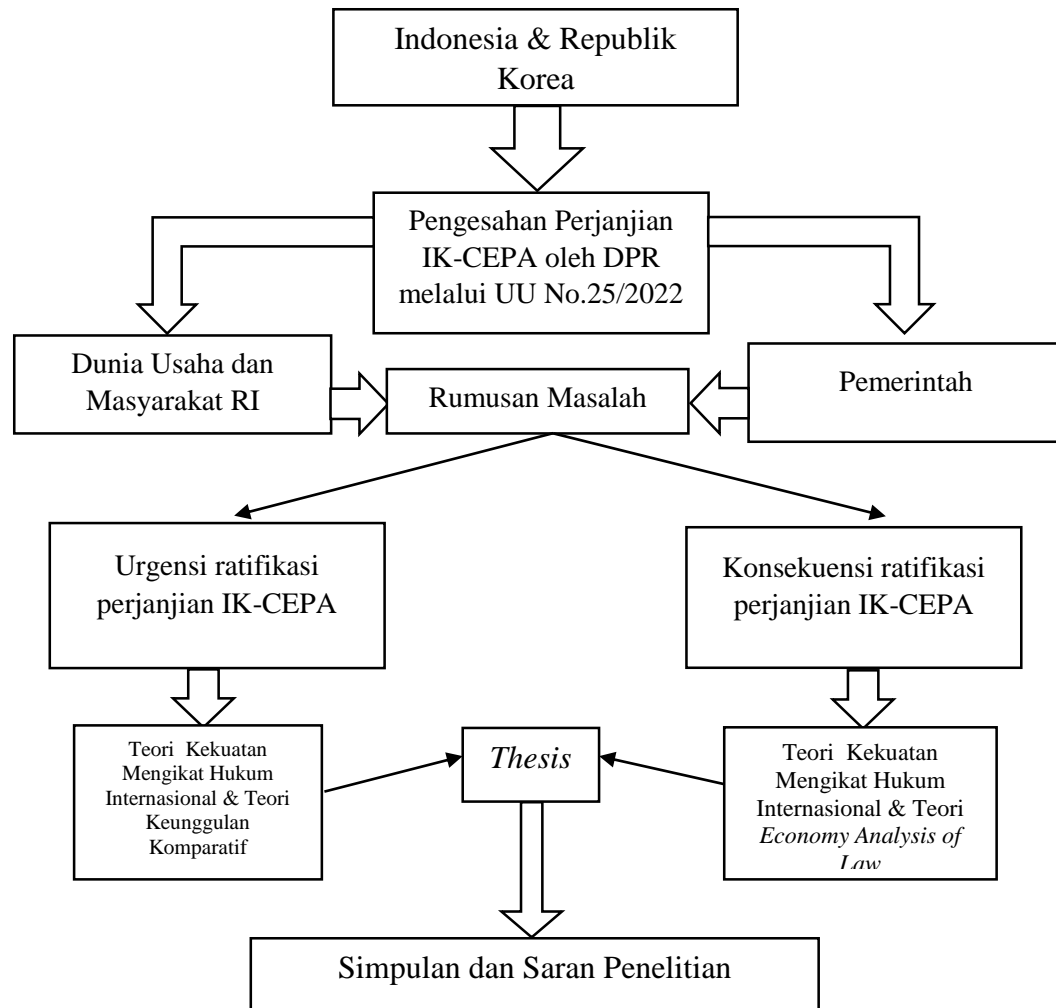 Indonesia & Republik
Korea
Pengesahan Perjanjian
IK-CEPA oleh DPR
melalui UU No.25/2022
Dunia Usaha dan
Masyarakat RI
Rumusan Masalah
Pemerintah
Urgensi ratifikasi
perjanjian IK-CEPA
Konsekuensi ratifikasi
perjanjian IK-CEPA
Teori Kekuatan
Mengikat Hukum
Internasional & Teori
Keunggulan
Komparatif
Thesis
Teori Kekuatan
Mengikat Hukum
Internasional & Teori
Economy Analysis of
Law
Simpulan dan Saran Penelitian